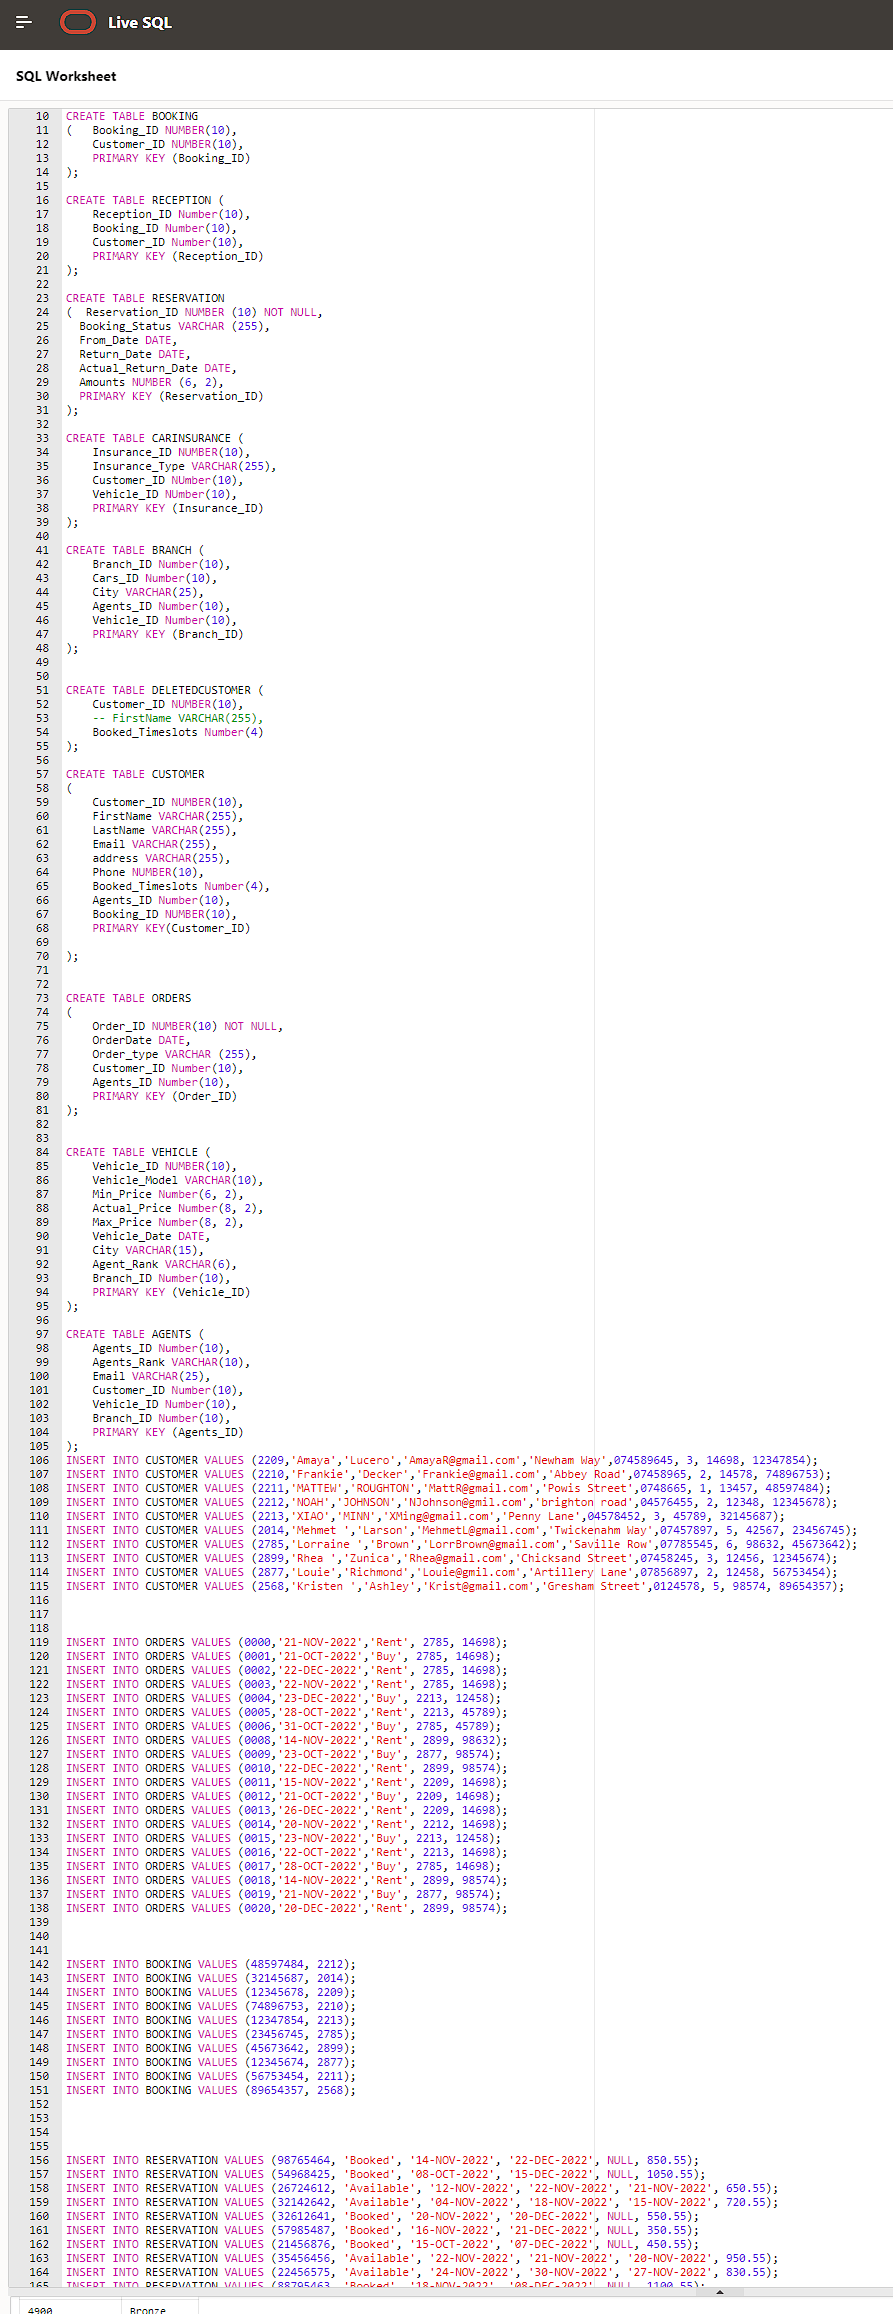 Live SQL
SQL Worksheet
10 CREATE TABLE BOOKING
11 (   Booking_ID NUMBER(10),
12     Customer_ID NUMBER(10),
13     PRIMARY KEY (Booking_ID)
14 );
15
16 CREATE TABLE RECEPTION (
17     Reception_ID Number(10),
18     Booking_ID Number(10),
19     Customer_ID Number(10),
20     PRIMARY KEY (Reception_ID)
21 );
22
23 CREATE TABLE RESERVATION
24 (  Reservation_ID NUMBER (10) NOT NULL,
25   Booking_Status VARCHAR (255),
26   From_Date DATE,
27   Return_Date DATE,
28   Actual_Return_Date DATE,
29   Amounts NUMBER (6, 2),
30   PRIMARY KEY (Reservation_ID)
31 );
32
33 CREATE TABLE CARINSURANCE (
34     Insurance_ID NUMBER(10),
35     Insurance_Type VARCHAR(255),
36     Customer_ID NUmber(10),
37     Vehicle_ID NUmber(10),
38     PRIMARY KEY (Insurance_ID)
39 );
40
41 CREATE TABLE BRANCH (
42     Branch_ID Number(10),
43     Cars_ID Number(10),
44     City VARCHAR(25),
45     Agents_ID Number(10),
46     Vehicle_ID Number(10),
47     PRIMARY KEY (Branch_ID)
48 );
49
50
51 CREATE TABLE DELETEDCUSTOMER (
52     Customer_ID NUMBER(10),
53     -- FirstName VARCHAR(255),
54     Booked_Timeslots Number(4)
55 );
56
57 CREATE TABLE CUSTOMER
58 (
59     Customer_ID NUMBER(10),
60     FirstName VARCHAR(255),
61     LastName VARCHAR(255),
62     Email VARCHAR(255),
63     address VARCHAR(255),
64     Phone NUMBER(10),
65     Booked_Timeslots Number(4),
66     Agents_ID Number(10),
67     Booking_ID NUMBER(10),
68     PRIMARY KEY(Customer_ID)
69
70 );
71
72
73 CREATE TABLE ORDERS
74 (
75     Order_ID NUMBER(10) NOT NULL,
76     OrderDate DATE,
77     Order_type VARCHAR (255),
78     Customer_ID Number(10),
79     Agents_ID Number(10),
80     PRIMARY KEY (Order_ID)
81 );
82
83
84 CREATE TABLE VEHICLE (
85     Vehicle_ID NUMBER(10),
86     Vehicle_Model VARCHAR(10),
87     Min_Price Number(6, 2),
88     Actual_Price Number(8, 2),
89     Max_Price Number(8, 2),
90     Vehicle_Date DATE,
91     City VARCHAR(15),
92     Agent_Rank VARCHAR(6),
93     Branch_ID Number(10),
94     PRIMARY KEY (Vehicle_ID)
95 );
96
97 CREATE TABLE AGENTS (
98     Agents_ID Number(10),
99     Agents_Rank VARCHAR(10),
100     Email VARCHAR(25),
101     Customer_ID Number(10),
102     Vehicle_ID Number(10),
103     Branch_ID Number(10),
104     PRIMARY KEY (Agents_ID)
105 );
106 INSERT INTO CUSTOMER VALUES (2209,'Amaya','Lucero','AmayaR@gmail.com','Newham Way',074589645, 3, 14698, 12347854);
107 INSERT INTO CUSTOMER VALUES (2210,'Frankie','Decker','Frankie@gmail.com','Abbey Road',07458965, 2, 14578, 74896753);
108 INSERT INTO CUSTOMER VALUES (2211,'MATTEW','ROUGHTON','MattR@gmail.com','Powis Street',0748665, 1, 13457, 48597484);
109 INSERT INTO CUSTOMER VALUES (2212,'NOAH','JOHNSON','NJohnson@gmil.com','brighton road',04576455, 2, 12348, 12345678);
110 INSERT INTO CUSTOMER VALUES (2213,'XIAO','MINN','XMing@gmail.com','Penny Lane',04578452, 3, 45789, 32145687);
111 INSERT INTO CUSTOMER VALUES (2014,'Mehmet ','Larson','MehmetL@gmail.com','Twickenahm Way',07457897, 5, 42567, 23456745);
112 INSERT INTO CUSTOMER VALUES (2785,'Lorraine ','Brown','LorrBrown@gmail.com','Saville Row',07785545, 6, 98632, 45673642);
113 INSERT INTO CUSTOMER VALUES (2899,'Rhea ','Zunica','Rhea@gmail.com','Chicksand Street',07458245, 3, 12456, 12345674);
114 INSERT INTO CUSTOMER VALUES (2877,'Louie','Richmond','Louie@gmil.com','Artillery Lane',07856897, 2, 12458, 56753454);
115 INSERT INTO CUSTOMER VALUES (2568,'Kristen ','Ashley','Krist@gmail.com','Gresham Street',0124578, 5, 98574, 89654357);
116
117
118
119 INSERT INTO ORDERS VALUES (0000,'21-NOV-2022','Rent', 2785, 14698);
120 INSERT INTO ORDERS VALUES (0001,'21-OCT-2022','Buy', 2785, 14698);
121 INSERT INTO ORDERS VALUES (0002,'22-DEC-2022','Rent', 2785, 14698);
122 INSERT INTO ORDERS VALUES (0003,'22-NOV-2022','Rent', 2785, 14698);
123 INSERT INTO ORDERS VALUES (0004,'23-DEC-2022','Buy', 2213, 12458);
124 INSERT INTO ORDERS VALUES (0005,'28-OCT-2022','Rent', 2213, 45789);
125 INSERT INTO ORDERS VALUES (0006,'31-OCT-2022','Buy', 2785, 45789);
126 INSERT INTO ORDERS VALUES (0008,'14-NOV-2022','Rent', 2899, 98632);
127 INSERT INTO ORDERS VALUES (0009,'23-OCT-2022','Buy', 2877, 98574);
128 INSERT INTO ORDERS VALUES (0010,'22-DEC-2022','Rent', 2899, 98574);
129 INSERT INTO ORDERS VALUES (0011,'15-NOV-2022','Rent', 2209, 14698);
130 INSERT INTO ORDERS VALUES (0012,'21-OCT-2022','Buy', 2209, 14698);
131 INSERT INTO ORDERS VALUES (0013,'26-DEC-2022','Rent', 2209, 14698);
132 INSERT INTO ORDERS VALUES (0014,'20-NOV-2022','Rent', 2212, 14698);
133 INSERT INTO ORDERS VALUES (0015,'23-NOV-2022','Buy', 2213, 12458);
134 INSERT INTO ORDERS VALUES (0016,'22-OCT-2022','Rent', 2213, 14698);
135 INSERT INTO ORDERS VALUES (0017,'28-OCT-2022','Buy', 2785, 14698);
136 INSERT INTO ORDERS VALUES (0018,'14-NOV-2022','Rent', 2899, 98574);
137 INSERT INTO ORDERS VALUES (0019,'21-NOV-2022','Buy', 2877, 98574);
138 INSERT INTO ORDERS VALUES (0020,'20-DEC-2022','Rent', 2899, 98574);
139
140
141
142 INSERT INTO BOOKING VALUES (48597484, 2212);
143 INSERT INTO BOOKING VALUES (32145687, 2014);
144 INSERT INTO BOOKING VALUES (12345678, 2209);
145 INSERT INTO BOOKING VALUES (74896753, 2210);
146 INSERT INTO BOOKING VALUES (12347854, 2213);
147 INSERT INTO BOOKING VALUES (23456745, 2785);
148 INSERT INTO BOOKING VALUES (45673642, 2899);
149 INSERT INTO BOOKING VALUES (12345674, 2877);
150 INSERT INTO BOOKING VALUES (56753454, 2211);
151 INSERT INTO BOOKING VALUES (89654357, 2568);
152
153
154
155
156 INSERT INTO RESERVATION VALUES (98765464, 'Booked', '14-NOV-2022', '22-DEC-2022', NULL, 850.55);
157 INSERT INTO RESERVATION VALUES (54968425, 'Booked', '08-OCT-2022', '15-DEC-2022', NULL, 1050.55);
158 INSERT INTO RESERVATION VALUES (26724612, 'Available', '12-NOV-2022', '22-NOV-2022', '21-NOV-2022', 650.55);
159 INSERT INTO RESERVATION VALUES (32142642, 'Available', '04-NOV-2022', '18-NOV-2022', '15-NOV-2022', 720.55);
160 INSERT INTO RESERVATION VALUES (32612641, 'Booked', '20-NOV-2022', '20-DEC-2022', NULL, 550.55);
161 INSERT INTO RESERVATION VALUES (57985487, 'Booked', '16-NOV-2022', '21-DEC-2022', NULL, 350.55);
162 INSERT INTO RESERVATION VALUES (21456876, 'Booked', '15-OCT-2022', '07-DEC-2022', NULL, 450.55);
163 INSERT INTO RESERVATION VALUES (35456456, 'Available', '22-NOV-2022', '21-NOV-2022', '20-NOV-2022', 950.55);
164 INSERT INTO RESERVATION VALUES (22456575, 'Available', '24-NOV-2022', '30-NOV-2022', '27-NOV-2022', 830.55);
165 INSERT INTO RESERVATION VALUES (88795463, 'Booked', '18-NOV-2022', '08-DEC-2022', NULL, 1100.55);
4900 Bronze